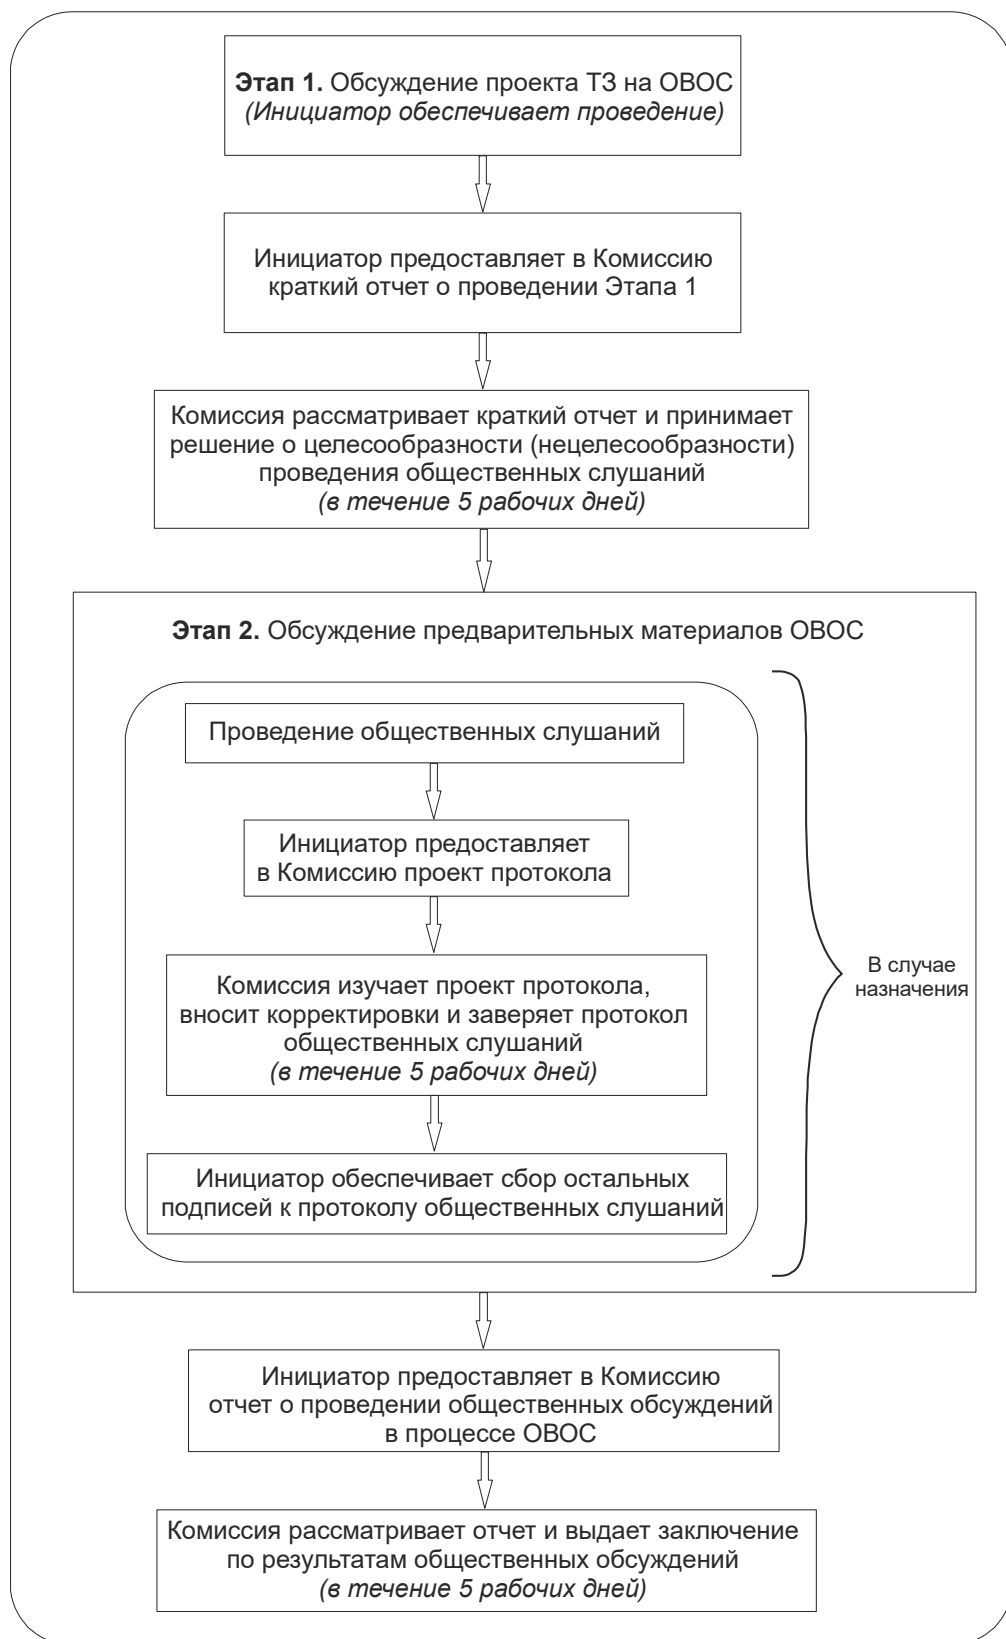 Этап 1. Обсуждение проекта ТЗ на ОВОС
(Инициатор обеспечивает проведение)
Инициатор предоставляет в Комиссию
краткий отчет о проведении Этапа 1
Комиссия рассматривает краткий отчет и принимает
решение о целесообразности (нецелесообразности)
проведения общественных слушаний
(в течение 5 рабочих дней)
Этап 2. Обсуждение предварительных материалов ОВОС
Проведение общественных слушаний
Инициатор предоставляет
в Комиссию проект протокола
Комиссия изучает проект протокола,
вносит корректировки и заверяет протокол
общественных слушаний
(в течение 5 рабочих дней)
Инициатор обеспечивает сбор остальных
подписей к протоколу общественных слушаний
В случае
назначения
Инициатор предоставляет в Комиссию
отчет о проведении общественных обсуждений
в процессе ОВОС
Комиссия рассматривает отчет и выдает заключение
по результатам общественных обсуждений
(в течение 5 рабочих дней)